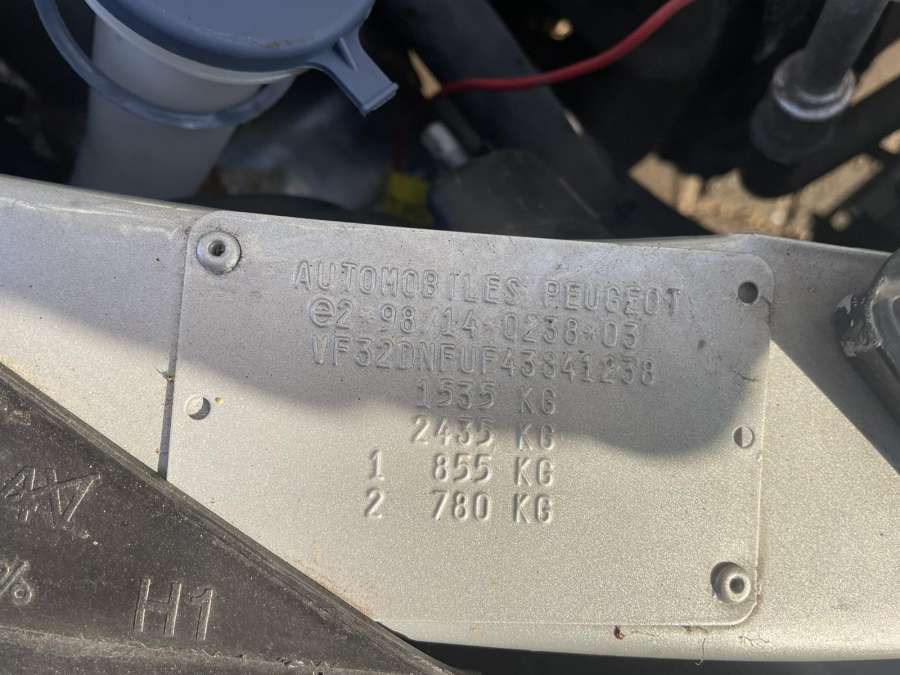 AUTOMOBILES PEUGEOT
e2*98/14*0238*03
VF32DNFUF43341238
1535 KG
2435 KG
1 855 KG
2 780 KG
4X1
%
H1